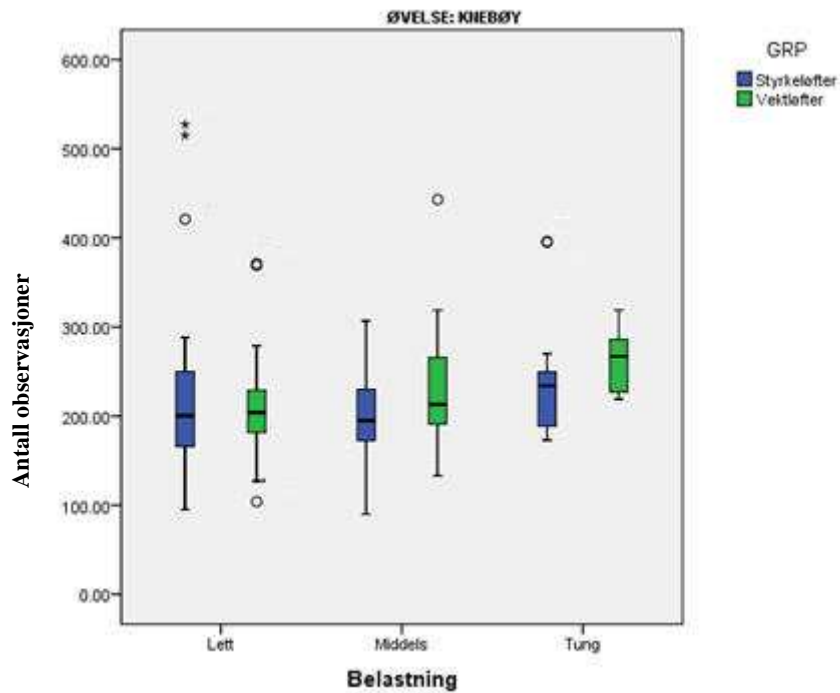 ØVELSE: KNEBØY
GRP
Styrkeløfter
Vektløfter
600.00
500.00
400.00
300.00
200.00
100.00
0.00
Antall observasjoner
Lett
Middels
Tung
Belastning